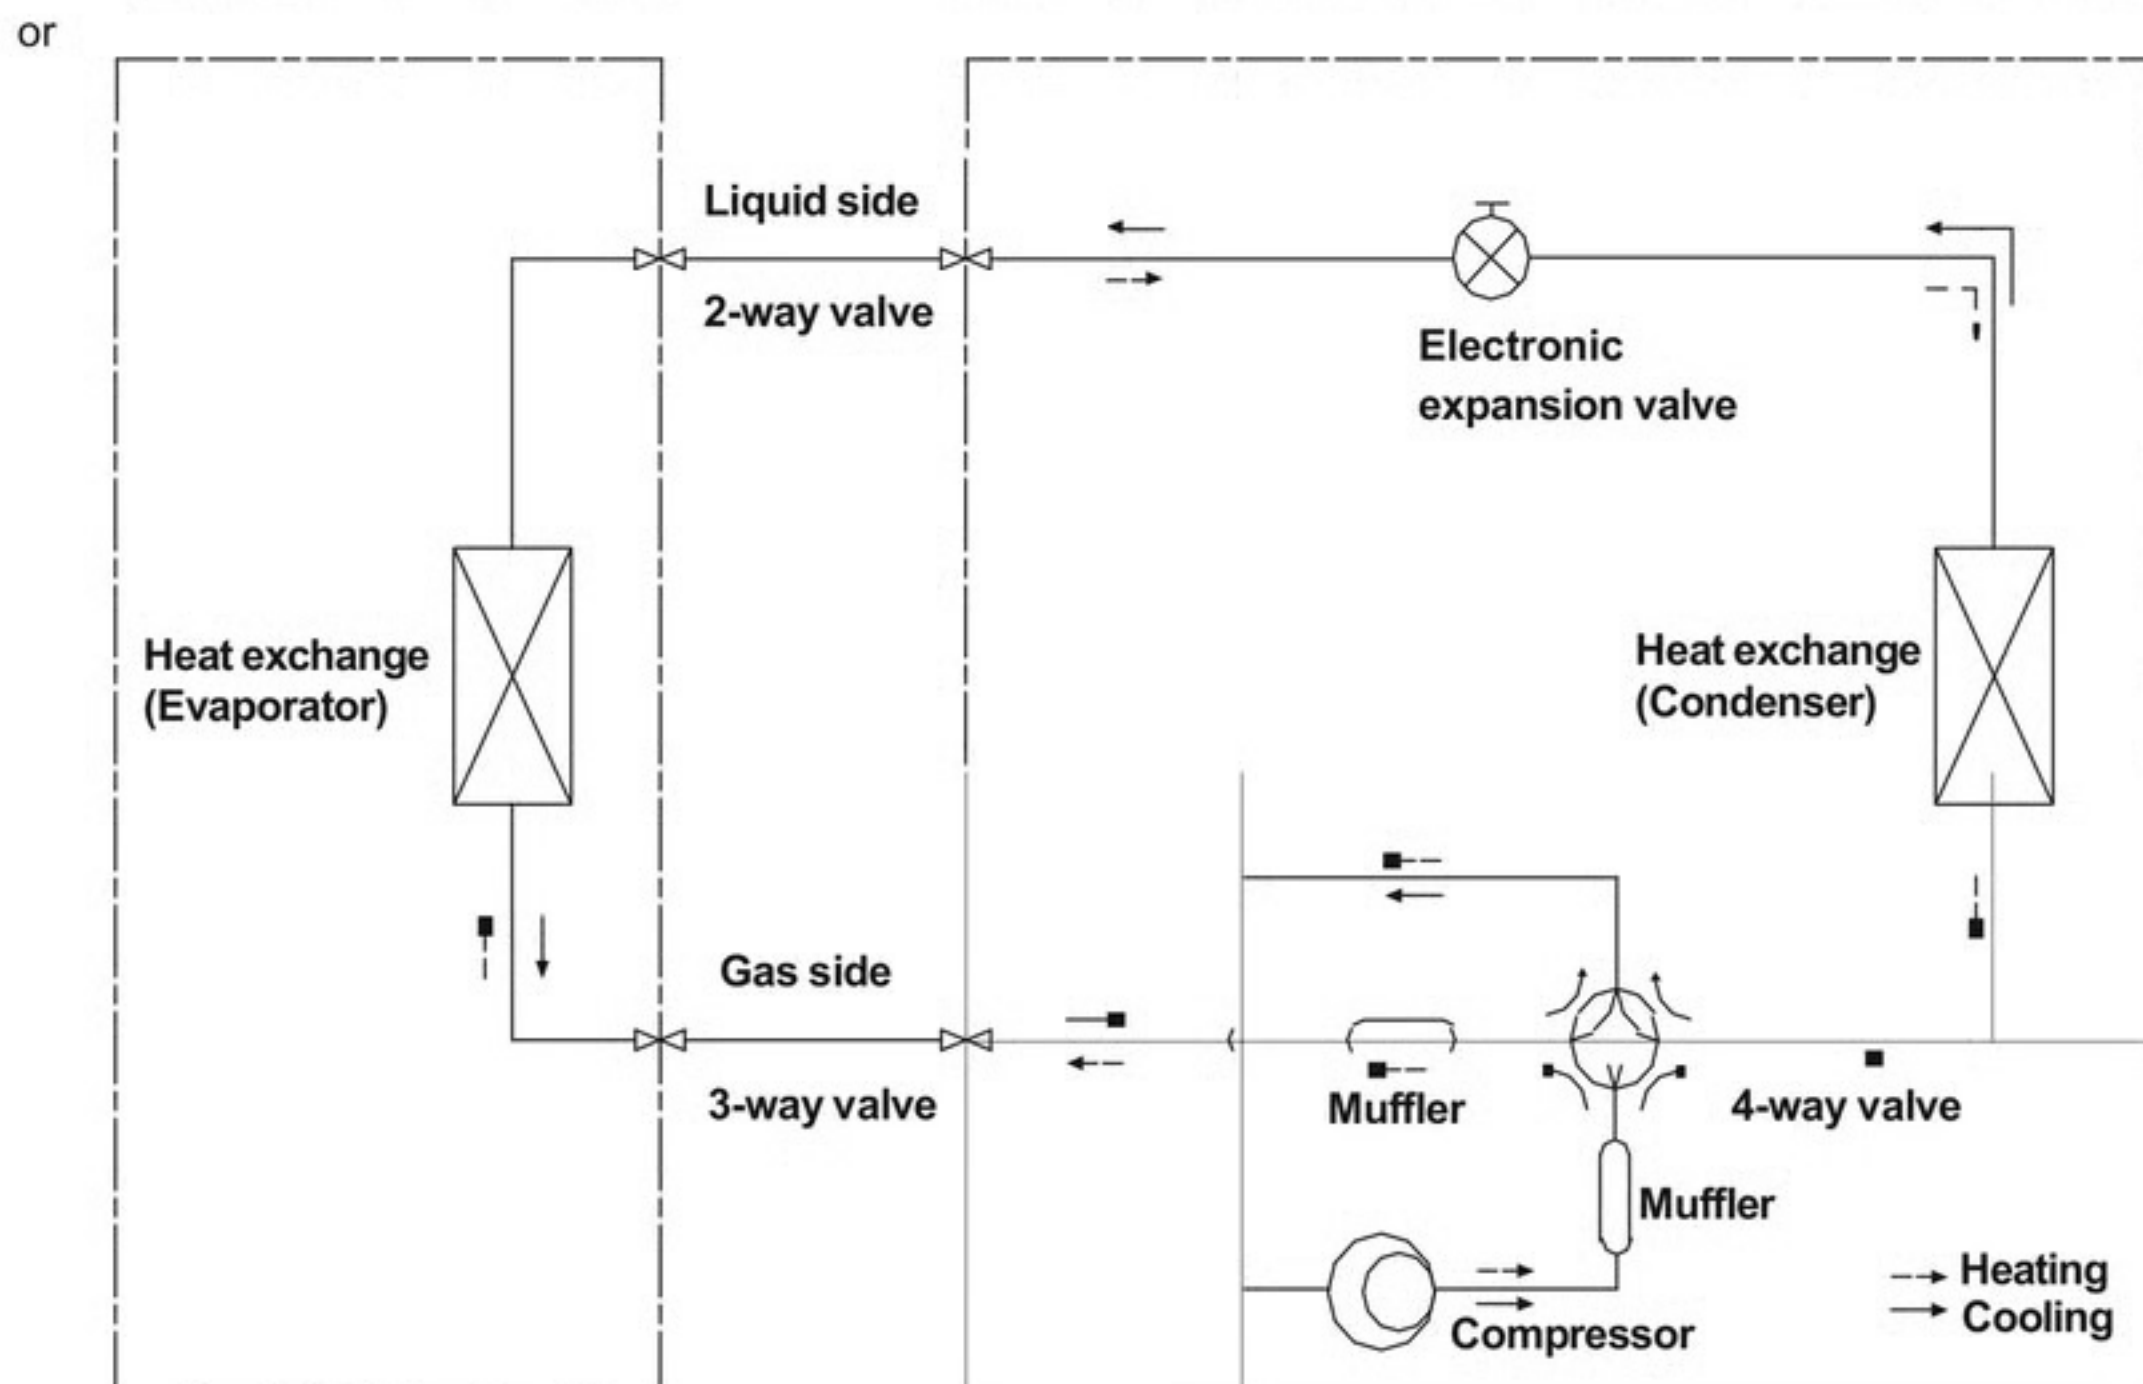 or
Liquid side
2-way valve
Electronic
expansion valve
Heat exchange
(Evaporator)
Heat exchange
(Condenser)
Gas side
3-way valve
Muffler
4-way valve
Muffler
Heating
Cooling
Compressor